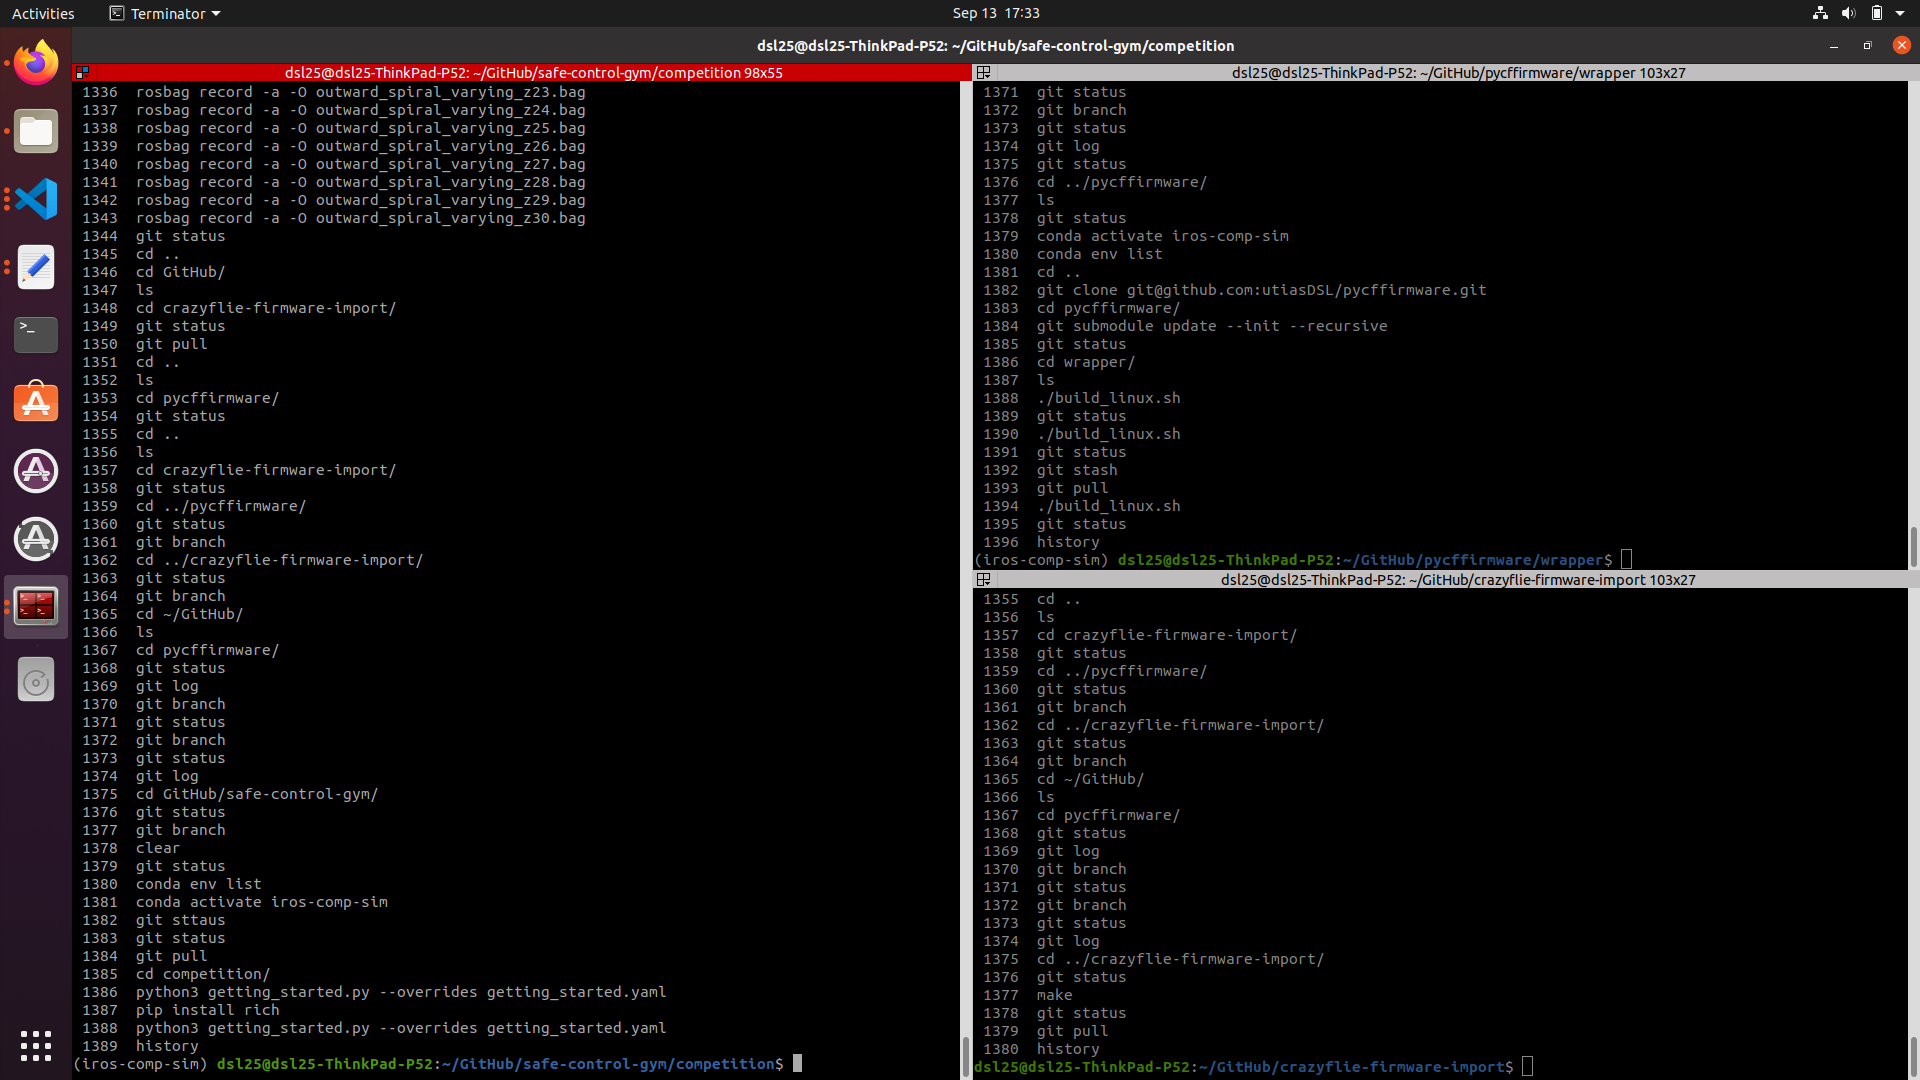 Activities Terminator Sep 13 17:33
dsl25@dsl25-ThinkPad-P52: ~/GitHub/safe-control-gym/competition
dsl25@dsl25-ThinkPad-P52: ~/GitHub/safe-control-gym/competition 98x55
1336 rosbag record -a -O outward_spiral_varying_z23.bag
1337 rosbag record -a -O outward_spiral_varying_z24.bag
1338 rosbag record -a -O outward_spiral_varying_z25.bag
1339 rosbag record -a -O outward_spiral_varying_z26.bag
1340 rosbag record -a -O outward_spiral_varying_z27.bag
1341 rosbag record -a -O outward_spiral_varying_z28.bag
1342 rosbag record -a -O outward_spiral_varying_z29.bag
1343 rosbag record -a -O outward_spiral_varying_z30.bag
1344 git status
1345 cd ..
1346 cd GitHub/
1347 ls
1348 cd crazyflie-firmware-import/
1349 git status
1350 git pull
1351 cd ..
1352 ls
1353 cd pycffirmware/
1354 git status
1355 cd ..
1356 ls
1357 cd crazyflie-firmware-import/
1358 git status
1359 cd ../pycffirmware/
1360 git status
1361 git branch
1362 cd ../crazyflie-firmware-import/
1363 git status
1364 git branch
1365 cd ~/GitHub/
1366 ls
1367 cd pycffirmware/
1368 git status
1369 git log
1370 git branch
1371 git status
1372 git branch
1373 git status
1374 git log
1375 cd GitHub/safe-control-gym/
1376 git status
1377 git branch
1378 clear
1379 git status
1380 conda env list
1381 conda activate iros-comp-sim
1382 git sttaus
1383 git status
1384 git pull
1385 cd competition/
1386 python3 getting_started.py --overrides getting_started.yaml
1387 pip install rich
1388 python3 getting_started.py --overrides getting_started.yaml
1389 history
(iros-comp-sim) dsl25@dsl25-ThinkPad-P52:~/GitHub/safe-control-gym/competition$
dsl25@dsl25-ThinkPad-P52: ~/GitHub/pycffirmware/wrapper 103x27
1371 git status
1372 git branch
1373 git status
1374 git log
1375 git status
1376 cd ../pycffirmware/
1377 ls
1378 git status
1379 conda activate iros-comp-sim
1380 conda env list
1381 cd ..
1382 git clone git@github.com:utiasDSL/pycffirmware.git
1383 cd pycffirmware/
1384 git submodule update --init --recursive
1385 git status
1386 cd wrapper/
1387 ls
1388 ./build_linux.sh
1389 git status
1390 ./build_linux.sh
1391 git status
1392 git stash
1393 git pull
1394 ./build_linux.sh
1395 git status
1396 history
(iros-comp-sim) dsl25@dsl25-ThinkPad-P52:~/GitHub/pycffirmware/wrapper$
dsl25@dsl25-ThinkPad-P52: ~/GitHub/crazyflie-firmware-import 103x27
1355 cd ..
1356 ls
1357 cd crazyflie-firmware-import/
1358 git status
1359 cd ../pycffirmware/
1360 git status
1361 git branch
1362 cd ../crazyflie-firmware-import/
1363 git status
1364 git branch
1365 cd ~/GitHub/
1366 ls
1367 cd pycffirmware/
1368 git status
1369 git log
1370 git branch
1371 git status
1372 git branch
1373 git status
1374 git log
1375 cd ../crazyflie-firmware-import/
1376 git status
1377 make
1378 git status
1379 git pull
1380 history
dsl25@dsl25-ThinkPad-P52:~/GitHub/crazyflie-firmware-import$